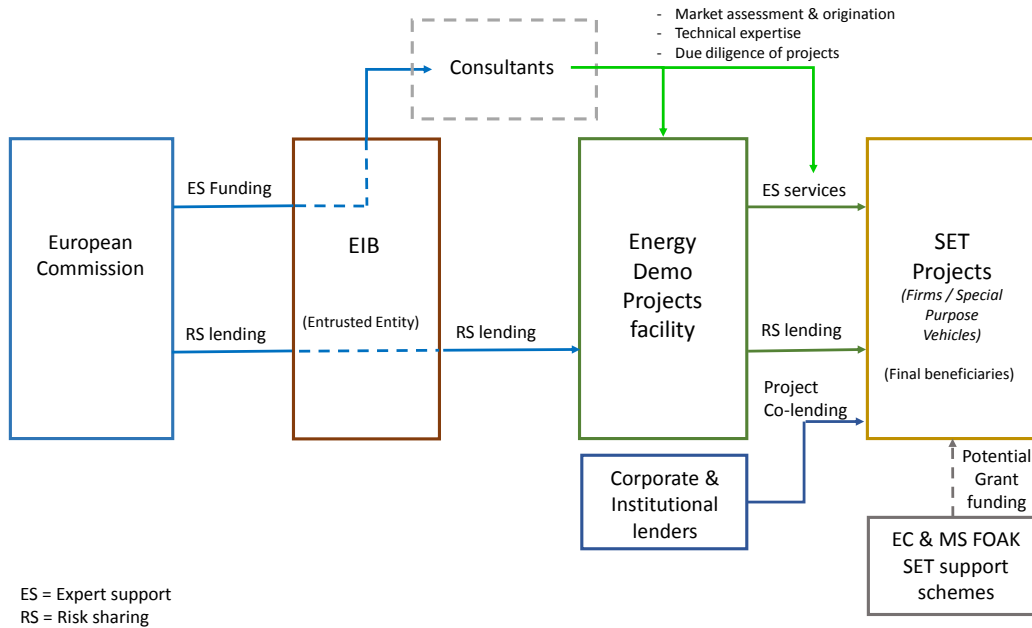 - Market assessment & origination
- Technical expertise
- Due diligence of projects
Consultants
ES Funding
ES services
European
Commission
EIB
(Entrusted Entity)
Energy
Demo
Projects
facility
SET
Projects
(Firms / Special
Purpose
Vehicles)
(Final beneficiaries)
RS lending
RS lending
RS lending
Project
Co-lending
Corporate &
Institutional
lenders
Potential
Grant
funding
EC & MS FOAK
SET support
schemes
ES = Expert support
RS = Risk sharing